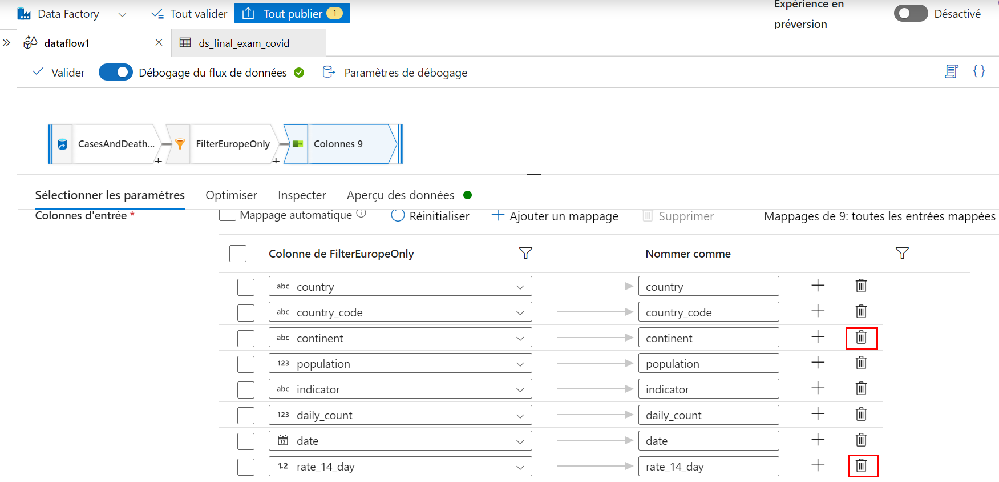 Data Factory
Tout valider
Tout publier 1
Expérience en
préversion
Désactivé
dataflow1
ds_final_exam_covid
Valider
Débogage du flux de données
Paramètres de débogage
CasesAndDeath...
FilterEuropeOnly
Colonnes 9
Sélectionner les paramètres
Optimiser
Inspecter
Aperçu des données
Colonnes d'entrée *
Mappage automatique
Réinitialiser
Ajouter un mappage
Supprimer
Mappages de 9: toutes les entrées mappées
Colonne de FilterEuropeOnly
Nommer comme
abc country country
abc country_code country_code
abc continent continent
123 population population
abc indicator indicator
123 daily_count daily_count
12 date date
1.2 rate_14_day rate_14_day